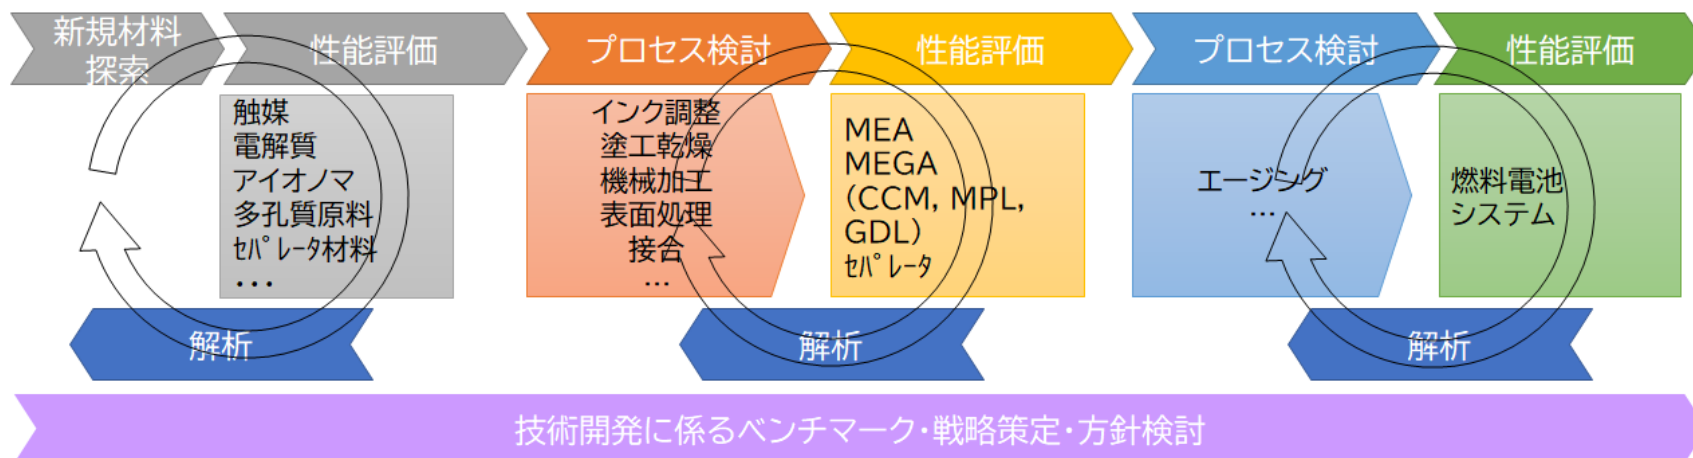 新規材料
探索
性能評価
プロセス検討
性能評価
プロセス検討
性能評価
触媒
電解質
アイオノマ
多孔質原料
ｾﾊﾟﾚｰﾀ材料
・・・
インク調整
塗工乾燥
機械加工
表面処理
接合
…
MEA
MEGA
(CCM, MPL,
GDL)
ｾﾊﾟﾚｰﾀ
エージング
…
燃料電池
システム
解析
解析
解析
技術開発に係るベンチマーク・戦略策定・方針検討